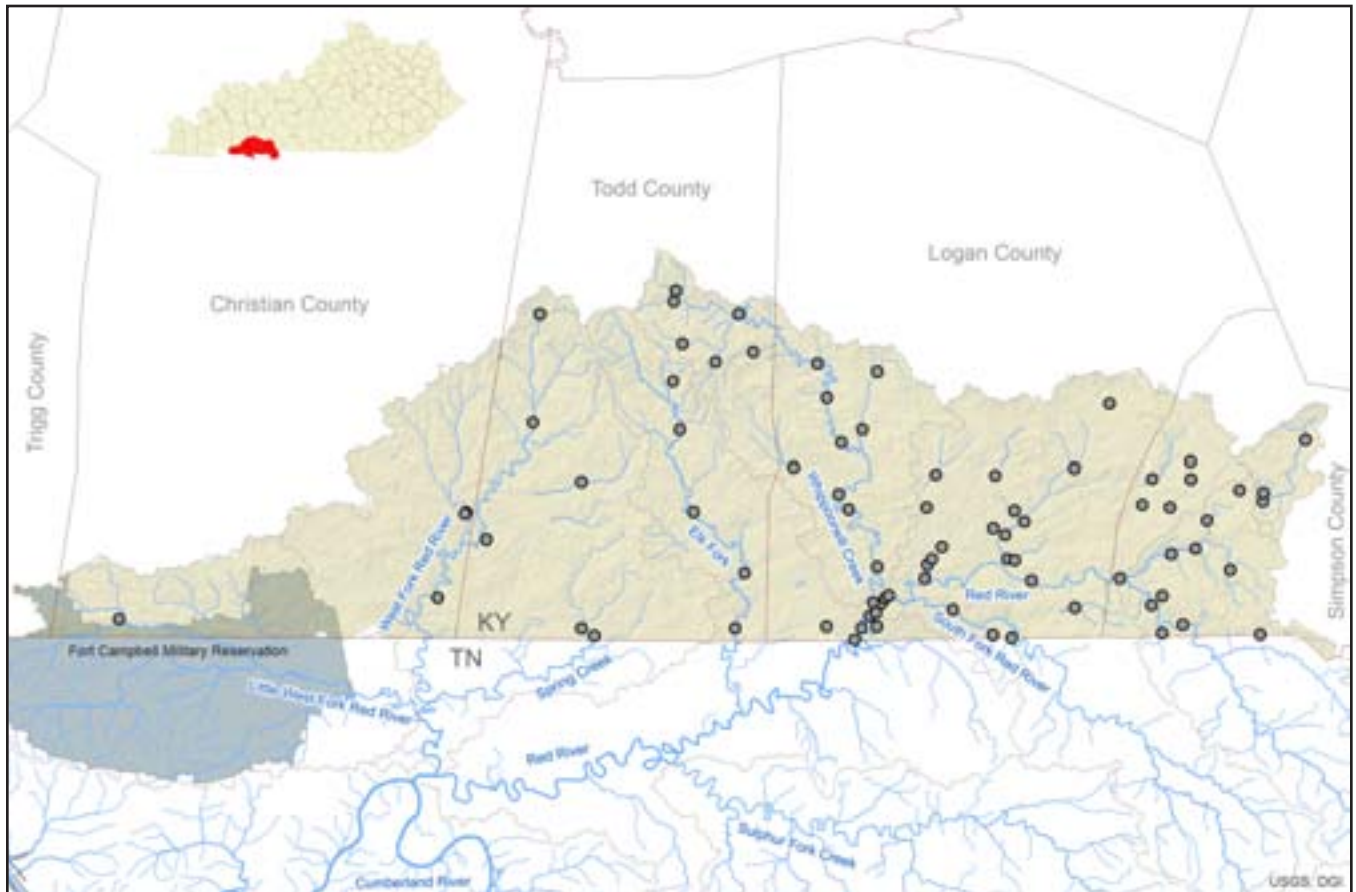 Todd County
Logan County
Christian County
Trigg County
Simpson County
Whippoorwill Creek
West Fork Red River
Elk Fork
Red River
South Fork Red River
KY
TN
Fort Campbell Military Reservation
Little West Fork Red River
Spring Creek
Red River
Sulphur Fork Creek
Cumberland River
USGS, DGI